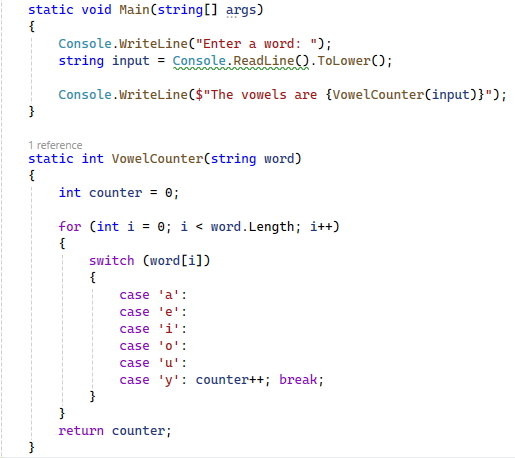 static void Main(string[] args)
{
    Console.WriteLine("Enter a word: ");
    string input = Console.ReadLine().ToLower();

    Console.WriteLine($"The vowels are {VowelCounter(input)}");
}

1 reference
static int VowelCounter(string word)
{
    int counter = 0;

    for (int i = 0; i < word.Length; i++)
    {
        switch (word[i])
        {
            case 'a':
            case 'e':
            case 'i':
            case 'o':
            case 'u':
            case 'y': counter++; break;
        }
    }
    return counter;
}